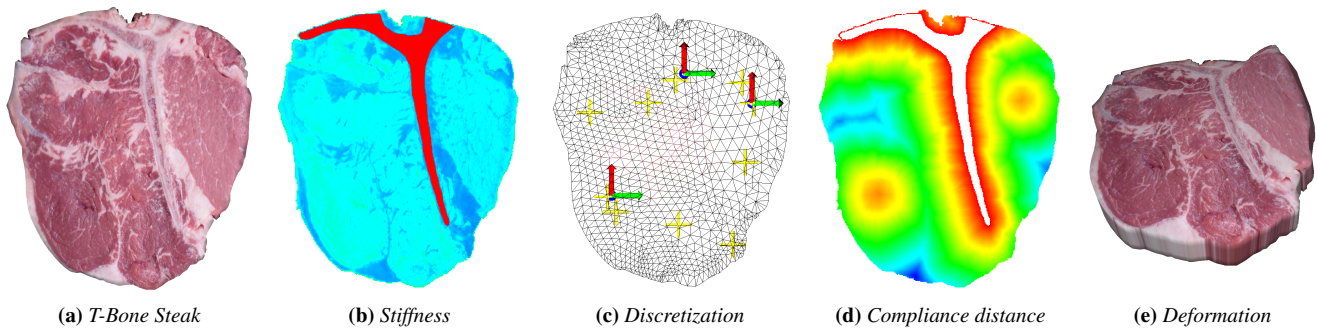 (a) T-Bone Steak
(b) Stiffness
(c) Discretization
(d) Compliance distance
(e) Deformation